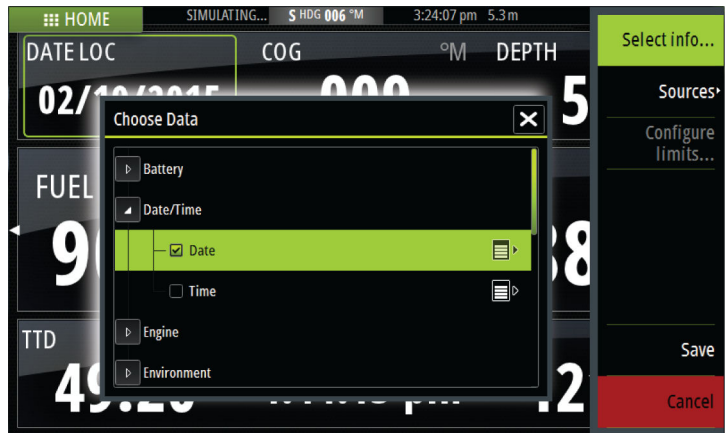 HOME SIMULATING... S HDG 006 °M 3:24:07 pm 5.3 m
DATE LOC COG °M DEPTH
02/ 5
Choose Data
Battery
Date/Time
Date
Time
Engine
Environment
FUEL
TTD
Select info...
Sources
Configure
limits...
Save
Cancel